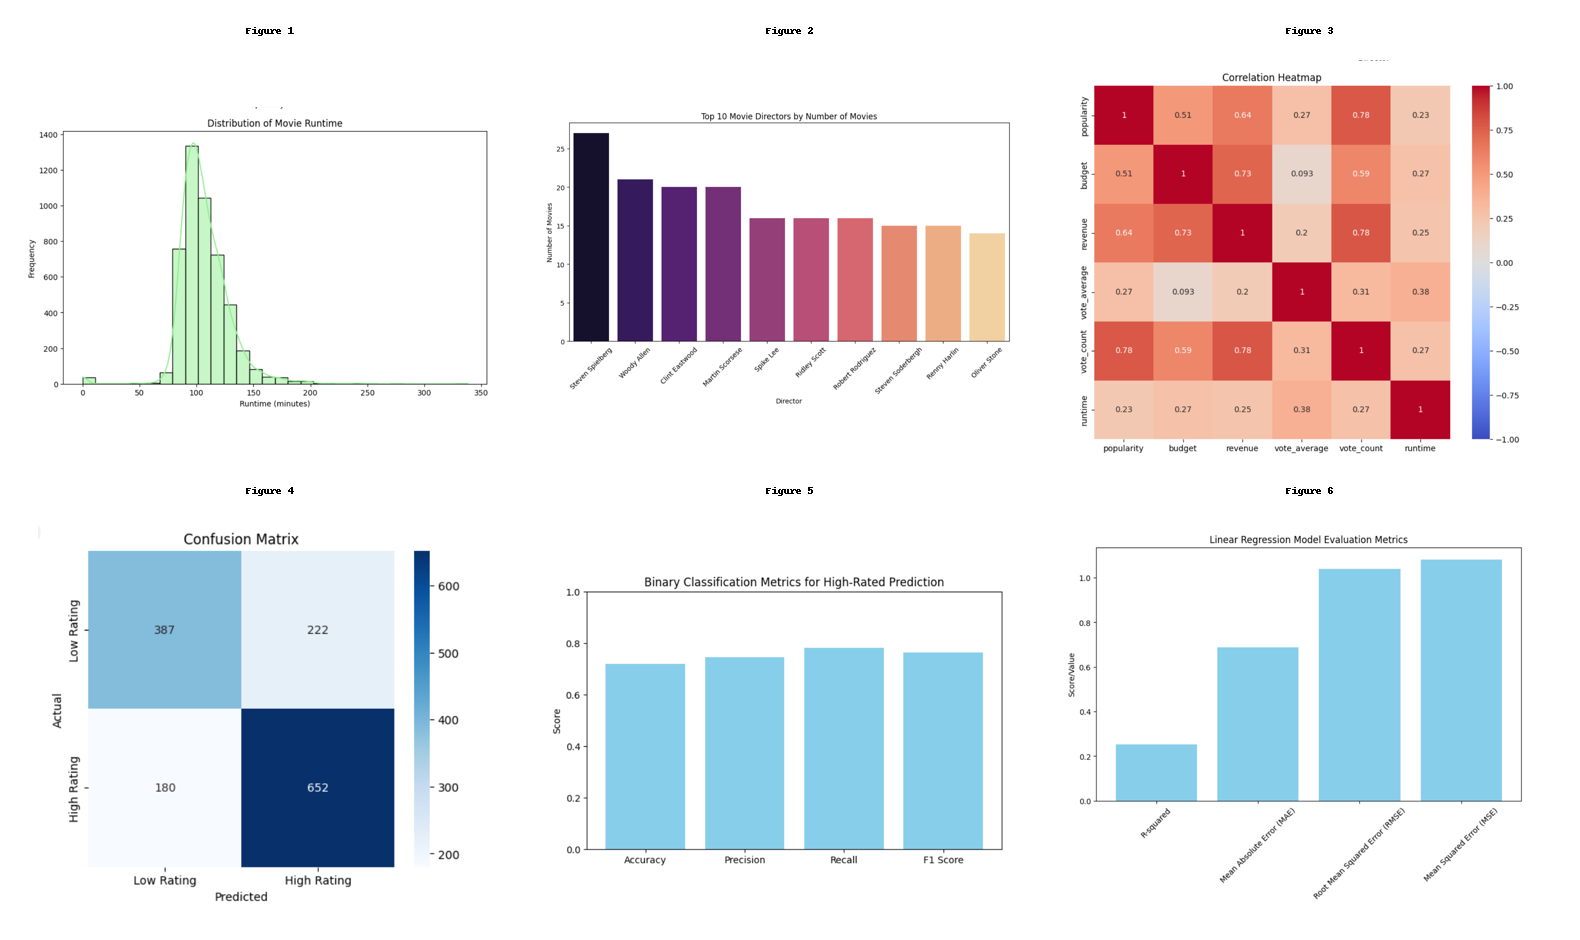 Figure 1
Distribution of Movie Runtime
1400
1200
1000
800
600
400
200
0
Frequency
0 50 100 150 200 250 300 350
Runtime (minutes)
Figure 2
Top 10 Movie Directors by Number of Movies
25
20
15
10
5
0
Number of Movies
Steven Spielberg
Woody Allen
Clint Eastwood
Martin Scorsese
Spike Lee
Ridley Scott
Robert Rodriguez
Steven Soderbergh
Renny Harlin
Oliver Stone
Director
Figure 3
Correlation Heatmap
popularity 1 0.51 0.64 0.27 0.78 0.23
budget 0.51 1 0.73 0.093 0.59 0.27
revenue 0.64 0.73 1 0.2 0.78 0.25
vote_average 0.27 0.093 0.2 1 0.31 0.38
vote_count 0.78 0.59 0.78 0.31 1 0.27
runtime 0.23 0.27 0.25 0.38 0.27 1
popularity budget revenue vote_average vote_count runtime
1.00
0.75
0.50
0.25
0.00
−0.25
−0.50
−0.75
−1.00
Figure 4
Confusion Matrix
Low Rating 387 222
High Rating 180 652
Actual
Low Rating High Rating
Predicted
600
500
400
300
200
Figure 5
Binary Classification Metrics for High-Rated Prediction
1.0
0.8
0.6
0.4
0.2
0.0
Score
Accuracy Precision Recall F1 Score
Figure 6
Linear Regression Model Evaluation Metrics
1.0
0.8
0.6
0.4
0.2
0.0
Score/Value
R-squared
Mean Absolute Error (MAE)
Root Mean Squared Error (RMSE)
Mean Squared Error (MSE)